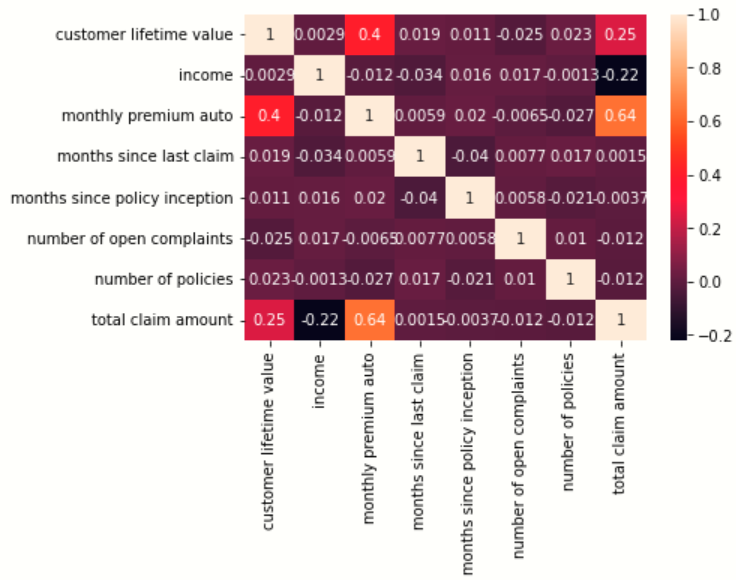 customer lifetime value 1 0.0029 0.4 0.019 0.011 -0.025 0.023 0.25
income -0.0029 1 -0.012 -0.034 0.016 0.017 -0.0013 -0.22
monthly premium auto 0.4 -0.012 1 0.0059 0.02 -0.0065 -0.027 0.64
months since last claim 0.019 -0.034 0.0059 1 -0.04 0.0077 0.017 0.0015
months since policy inception 0.011 0.016 0.02 -0.04 1 0.0058 -0.021 -0.0037
number of open complaints -0.025 0.017 -0.0065 0.0077 0.0058 1 0.01 -0.012
number of policies 0.023 -0.0013 -0.027 0.017 -0.021 0.01 1 -0.012
total claim amount 0.25 -0.22 0.64 0.0015 -0.0037 -0.012 -0.012 1
customer lifetime value
income
monthly premium auto
months since last claim
months since policy inception
number of open complaints
number of policies
total claim amount
1.0
0.8
0.6
0.4
0.2
0.0
−0.2